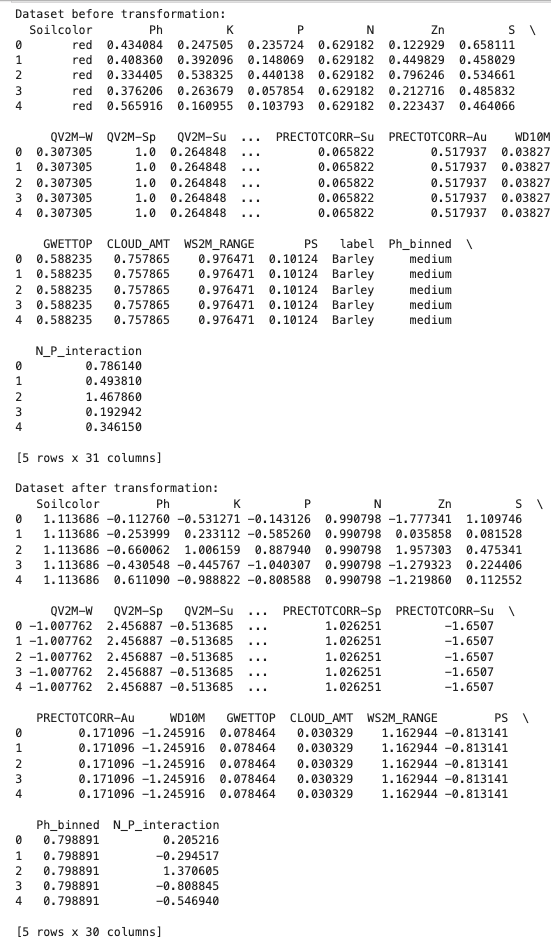 Dataset before transformation:
Soilcolor Ph K P N Zn S \
0 red 0.434084 0.247505 0.235724 0.629182 0.122929 0.658111
1 red 0.408360 0.392096 0.148069 0.629182 0.449829 0.458029
2 red 0.334405 0.538325 0.440138 0.629182 0.796246 0.534661
3 red 0.376206 0.263679 0.057854 0.629182 0.212716 0.485832
4 red 0.565916 0.160955 0.103793 0.629182 0.223437 0.464066
QV2M-W QV2M-Sp QV2M-Su ... PRECTOTCORR-Su PRECTOTCORR-Au WD10M
0 0.307305 1.0 0.264848 ... 0.065822 0.517937 0.03827
1 0.307305 1.0 0.264848 ... 0.065822 0.517937 0.03827
2 0.307305 1.0 0.264848 ... 0.065822 0.517937 0.03827
3 0.307305 1.0 0.264848 ... 0.065822 0.517937 0.03827
4 0.307305 1.0 0.264848 ... 0.065822 0.517937 0.03827
GWETTOP CLOUD_AMT WS2M_RANGE PS label Ph_binned \
0 0.588235 0.757865 0.976471 0.10124 Barley medium
1 0.588235 0.757865 0.976471 0.10124 Barley medium
2 0.588235 0.757865 0.976471 0.10124 Barley medium
3 0.588235 0.757865 0.976471 0.10124 Barley medium
4 0.588235 0.757865 0.976471 0.10124 Barley medium
N_P_interaction
0 0.786140
1 0.493810
2 1.467860
3 0.192942
4 0.346150
[5 rows x 31 columns]
Dataset after transformation:
Soilcolor Ph K P N Zn S \
0 1.113686 -0.112760 -0.531271 -0.143126 0.990798 -1.777341 1.109746
1 1.113686 -0.253999 0.233112 -0.585260 0.990798 0.035858 0.081528
2 1.113686 -0.660062 1.006159 0.887940 0.990798 1.957303 0.475341
3 1.113686 -0.430548 -0.445767 -1.040307 0.990798 -1.279323 0.224406
4 1.113686 0.611090 -0.988822 -0.808588 0.990798 -1.219860 0.112552
QV2M-W QV2M-Sp QV2M-Su ... PRECTOTCORR-Sp PRECTOTCORR-Su \
0 -1.007762 2.456887 -0.513685 ... 1.026251 -1.6507
1 -1.007762 2.456887 -0.513685 ... 1.026251 -1.6507
2 -1.007762 2.456887 -0.513685 ... 1.026251 -1.6507
3 -1.007762 2.456887 -0.513685 ... 1.026251 -1.6507
4 -1.007762 2.456887 -0.513685 ... 1.026251 -1.6507
PRECTOTCORR-Au WD10M GWETTOP CLOUD_AMT WS2M_RANGE PS \
0 0.171096 -1.245916 0.078464 0.030329 1.162944 -0.813141
1 0.171096 -1.245916 0.078464 0.030329 1.162944 -0.813141
2 0.171096 -1.245916 0.078464 0.030329 1.162944 -0.813141
3 0.171096 -1.245916 0.078464 0.030329 1.162944 -0.813141
4 0.171096 -1.245916 0.078464 0.030329 1.162944 -0.813141
Ph_binned N_P_interaction
0 0.798891 0.205216
1 0.798891 -0.294517
2 0.798891 1.370605
3 0.798891 -0.808845
4 0.798891 -0.546940
[5 rows x 30 columns]